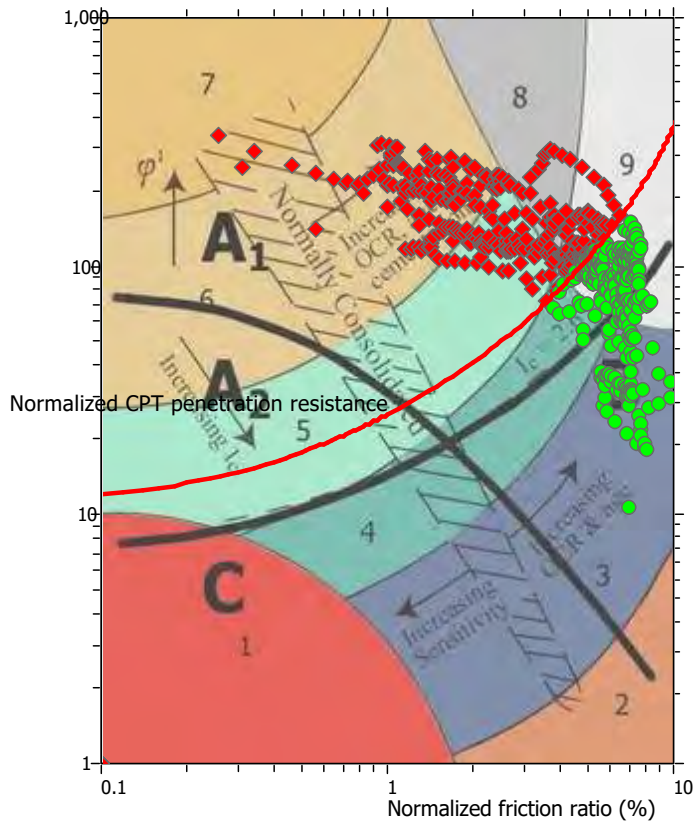 1,000
7
8
9
φ'
Increasing
OCR,
Normally Consolidated
A1
100
6
A2
Increasing Ic
Normalized CPT penetration resistance
5
Ic
4
10
Increasing
OCR & age
C
3
Increasing
Sensitivity
1
2
1
0.1
1
10
Normalized friction ratio (%)